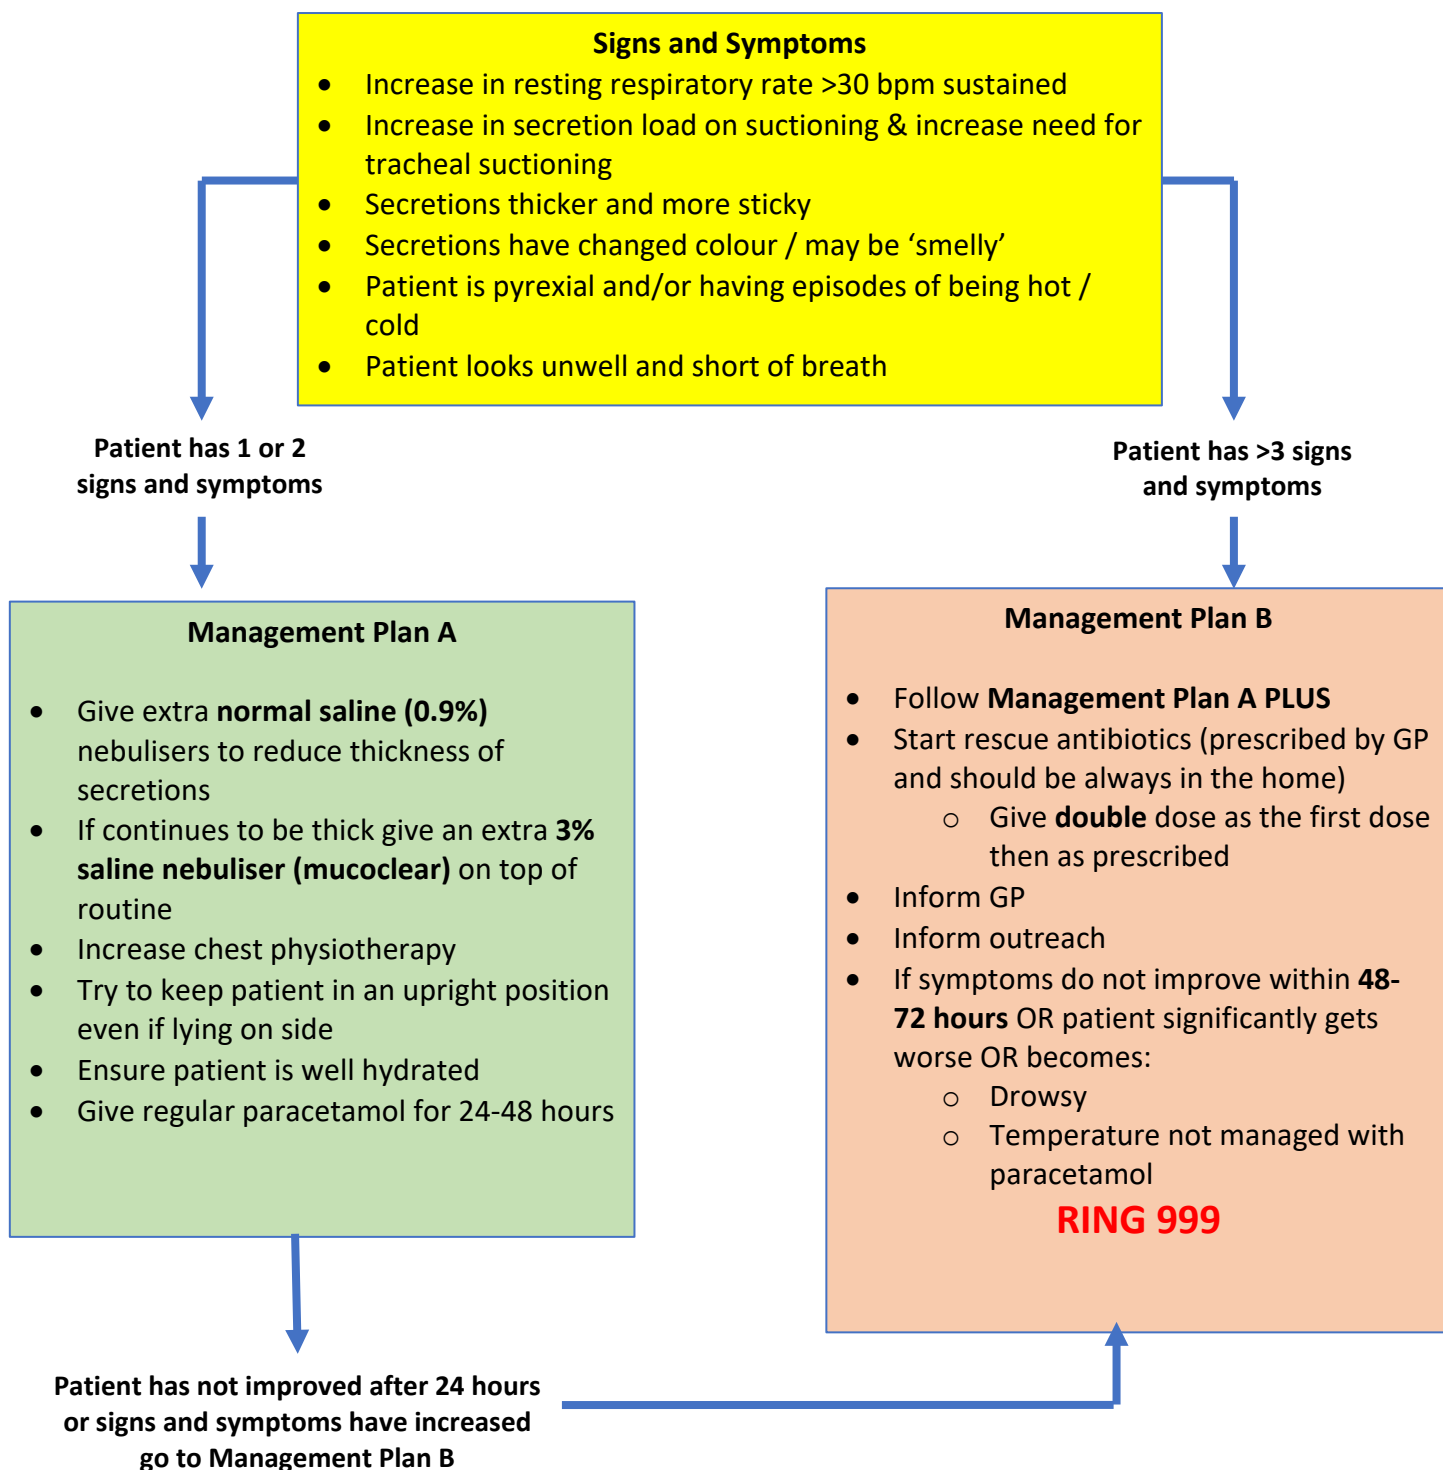 Signs and Symptoms
• Increase in resting respiratory rate >30 bpm sustained
• Increase in secretion load on suctioning & increase need for
tracheal suctioning
• Secretions thicker and more sticky
• Secretions have changed colour / may be ‘smelly’
• Patient is pyrexial and/or having episodes of being hot /
cold
• Patient looks unwell and short of breath
Patient has 1 or 2
signs and symptoms
Patient has >3 signs
and symptoms
Management Plan A
• Give extra normal saline (0.9%)
nebulisers to reduce thickness of
secretions
• If continues to be thick give an extra 3%
saline nebuliser (mucoclear) on top of
routine
• Increase chest physiotherapy
• Try to keep patient in an upright position
even if lying on side
• Ensure patient is well hydrated
• Give regular paracetamol for 24-48 hours
Management Plan B
• Follow Management Plan A PLUS
• Start rescue antibiotics (prescribed by GP
and should be always in the home)
o Give double dose as the first dose
then as prescribed
• Inform GP
• Inform outreach
• If symptoms do not improve within 48-
72 hours OR patient significantly gets
worse OR becomes:
o Drowsy
o Temperature not managed with
paracetamol
RING 999
Patient has not improved after 24 hours
or signs and symptoms have increased
go to Management Plan B